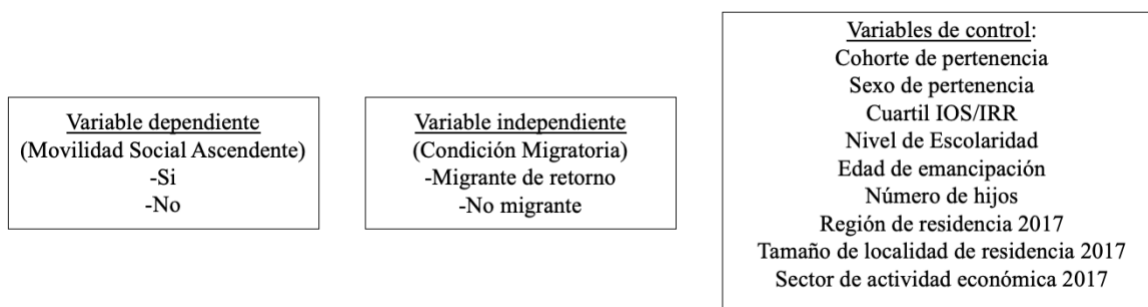 Variable dependiente
(Movilidad Social Ascendente)
-Si
-No
Variable independiente
(Condición Migratoria)
-Migrante de retorno
-No migrante
Variables de control:
Cohorte de pertenencia
Sexo de pertenencia
Cuartil IOS/IRR
Nivel de Escolaridad
Edad de emancipación
Número de hijos
Región de residencia 2017
Tamaño de localidad de residencia 2017
Sector de actividad económica 2017